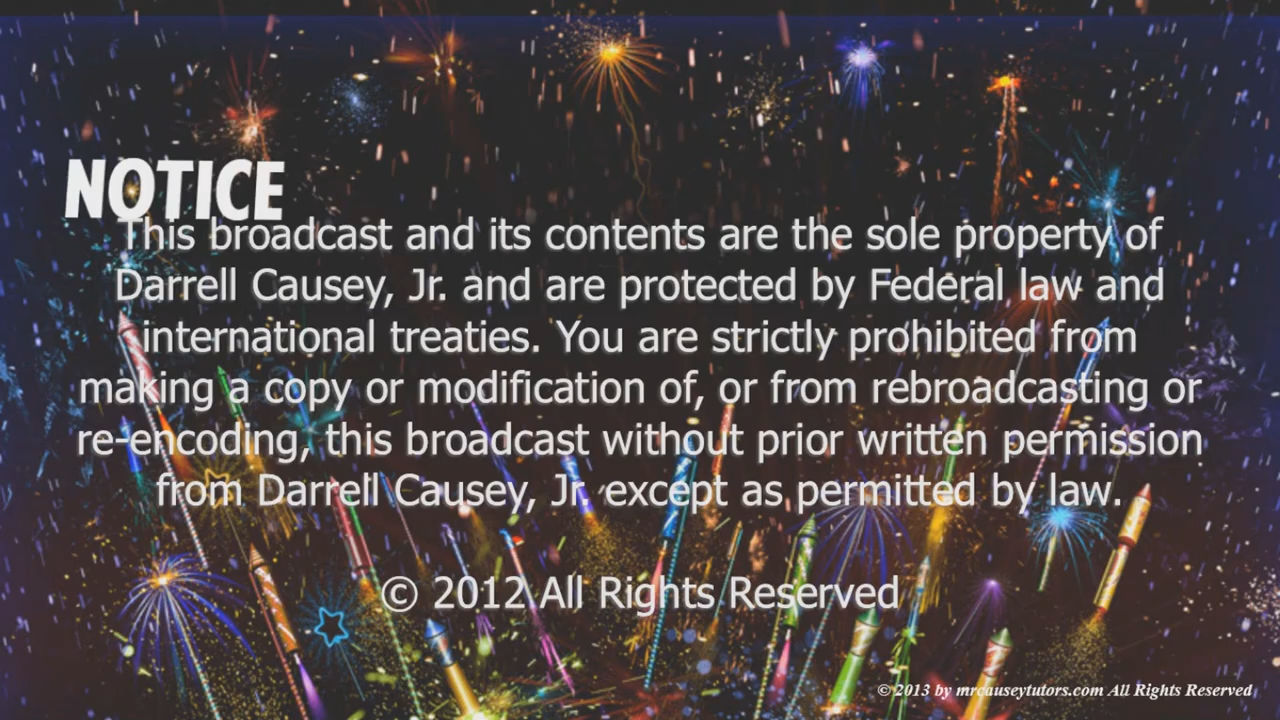 NOTICE
This broadcast and its contents are the sole property of
Darrell Causey, Jr. and are protected by Federal law and
international treaties. You are strictly prohibited from
making a copy or modification of, or from rebroadcasting or
re-encoding, this broadcast without prior written permission
from Darrell Causey, Jr. except as permitted by law.
© 2012 All Rights Reserved
© 2013 by mrcauseytutors.com All Rights Reserved